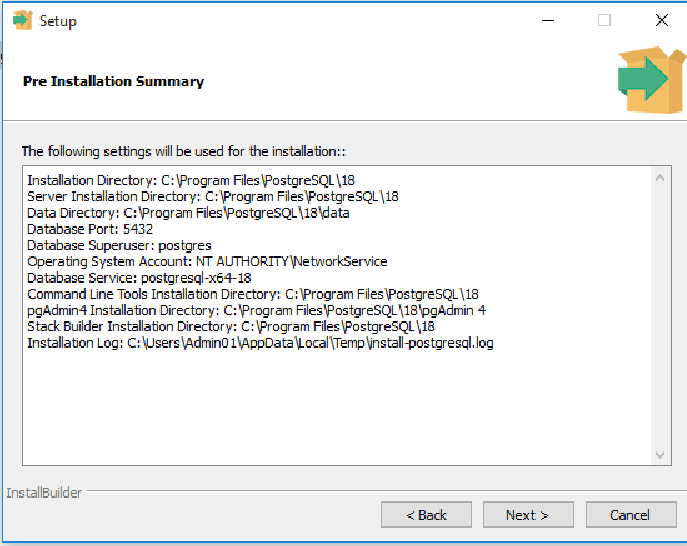 Setup
Pre Installation Summary
The following settings will be used for the installation::
Installation Directory: C:\Program Files\PostgreSQL\18
Server Installation Directory: C:\Program Files\PostgreSQL\18
Data Directory: C:\Program Files\PostgreSQL\18\data
Database Port: 5432
Database Superuser: postgres
Operating System Account: NT AUTHORITY\NetworkService
Database Service: postgresql-x64-18
Command Line Tools Installation Directory: C:\Program Files\PostgreSQL\18
pgAdmin4 Installation Directory: C:\Program Files\PostgreSQL\18\pgAdmin 4
Stack Builder Installation Directory: C:\Program Files\PostgreSQL\18
Installation Log: C:\Users\Admin01\AppData\Local\Temp\install-postgresql.log
InstallBuilder
< Back Next > Cancel